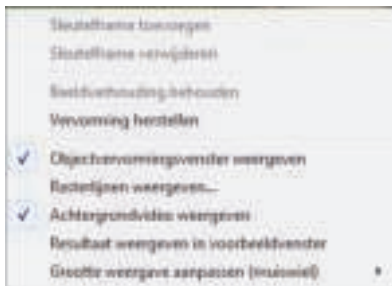 Sleutelframe toevoegen
Sleutelframe verwijderen
Beeldverhouding behouden
Vervorming herstellen
Objectvervormingsvenster weergeven
Rasterlijnen weergeven...
Achtergrondvideo weergeven
Resultaat weergeven in voorbeeldvenster
Grootte weergave aanpassen (muiswiel)